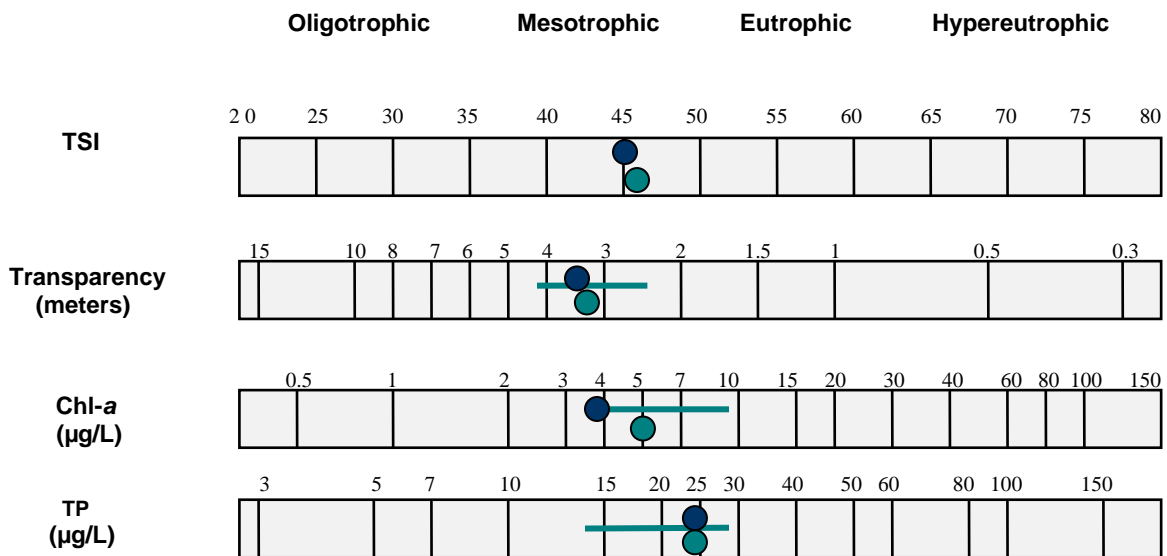 Oligotrophic Mesotrophic Eutrophic Hypereutrophic
2 0 25 30 35 40 45 50 55 60 65 70 75 80
TSI
15 10 8 7 6 5 4 3 2 1.5 1 0.5 0.3
Transparency
(meters)
0.5 1 2 3 4 5 7 10 15 20 30 40 60 80 100 150
Chl-a
(µg/L)
3 5 7 10 15 20 25 30 40 50 60 80 100 150
TP
(µg/L)